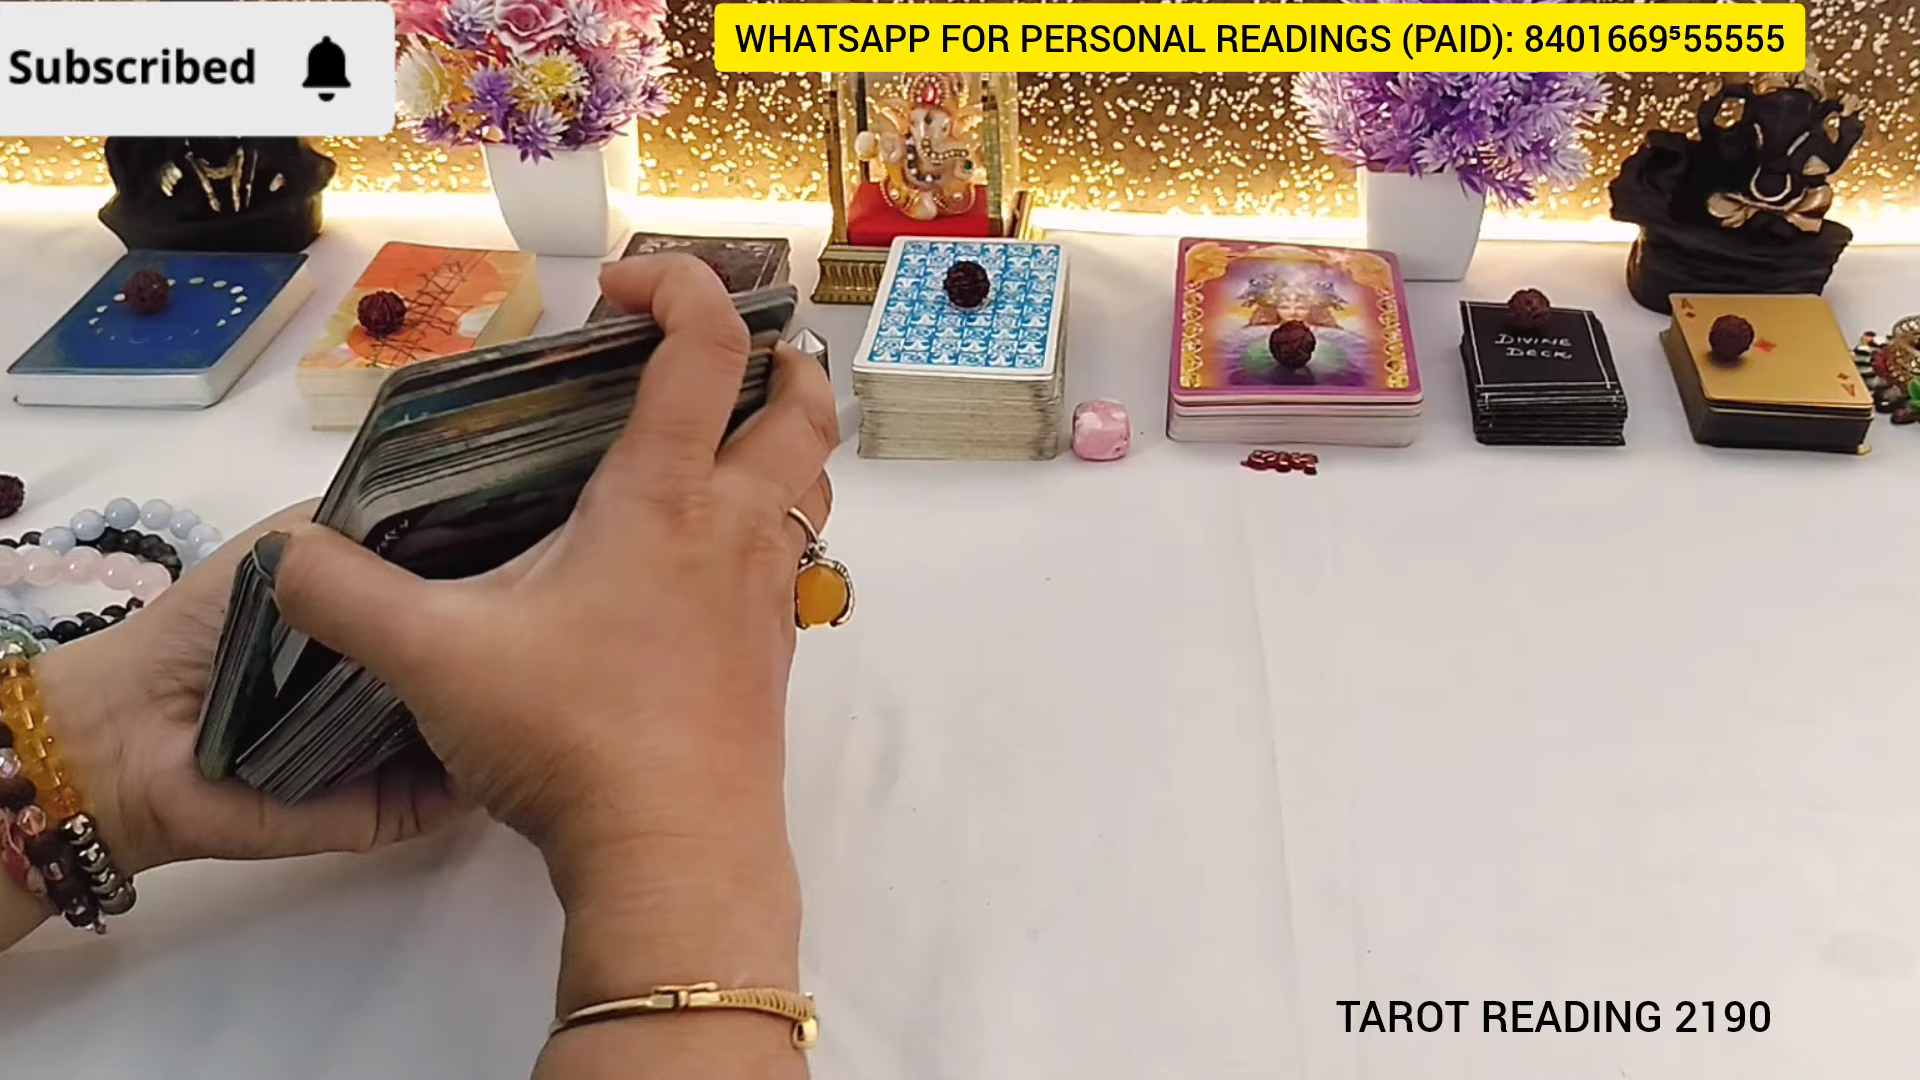 Subscribed
WHATSAPP FOR PERSONAL READINGS (PAID): 8401669⁵55555
DIVINE
DECK
A
A
TAROT READING 2190